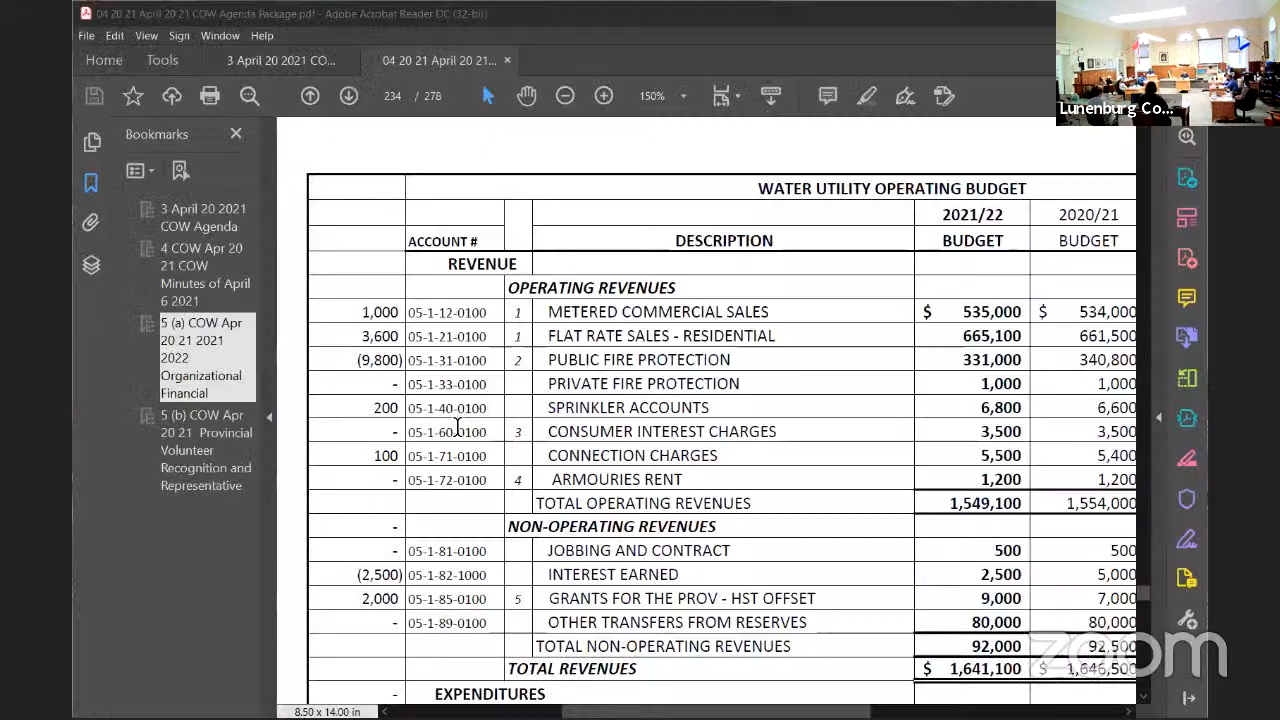 04 20 21 April 20 21 COW Agenda Package.pdf - Adobe Acrobat Reader DC (32-bit)
File Edit View Sign Window Help
Home Tools 3 April 20 2021 CO... 04 20 21 April 20 21... ×
234 / 278 150%
Lunenburg Co...
Bookmarks
3 April 20 2021
COW Agenda
4 COW Apr 20
21 COW
Minutes of April
6 2021
5 (a) COW Apr
20 21 2021
2022
Organizational
Financial
5 (b) COW Apr
20 21 Provincial
Volunteer
Recognition and
Representative
WATER UTILITY OPERATING BUDGET
2021/22 2020/21
ACCOUNT # DESCRIPTION BUDGET BUDGET
REVENUE
OPERATING REVENUES
1,000 05-1-12-0100 1 METERED COMMERCIAL SALES $ 535,000 $ 534,000
3,600 05-1-21-0100 1 FLAT RATE SALES - RESIDENTIAL 665,100 661,500
(9,800) 05-1-31-0100 2 PUBLIC FIRE PROTECTION 331,000 340,800
- 05-1-33-0100 PRIVATE FIRE PROTECTION 1,000 1,000
200 05-1-40-0100 SPRINKLER ACCOUNTS 6,800 6,600
- 05-1-60-0100 3 CONSUMER INTEREST CHARGES 3,500 3,500
100 05-1-71-0100 CONNECTION CHARGES 5,500 5,400
- 05-1-72-0100 4 ARMOURIES RENT 1,200 1,200
TOTAL OPERATING REVENUES 1,549,100 1,554,000
- NON-OPERATING REVENUES
- 05-1-81-0100 JOBBING AND CONTRACT 500 500
(2,500) 05-1-82-1000 INTEREST EARNED 2,500 5,000
2,000 05-1-85-0100 5 GRANTS FOR THE PROV - HST OFFSET 9,000 7,000
- 05-1-89-0100 OTHER TRANSFERS FROM RESERVES 80,000 80,000
TOTAL NON-OPERATING REVENUES 92,000 92,500
TOTAL REVENUES $ 1,641,100 $ 1,646,500
- EXPENDITURES
8.50 x 14.00 in
zoom